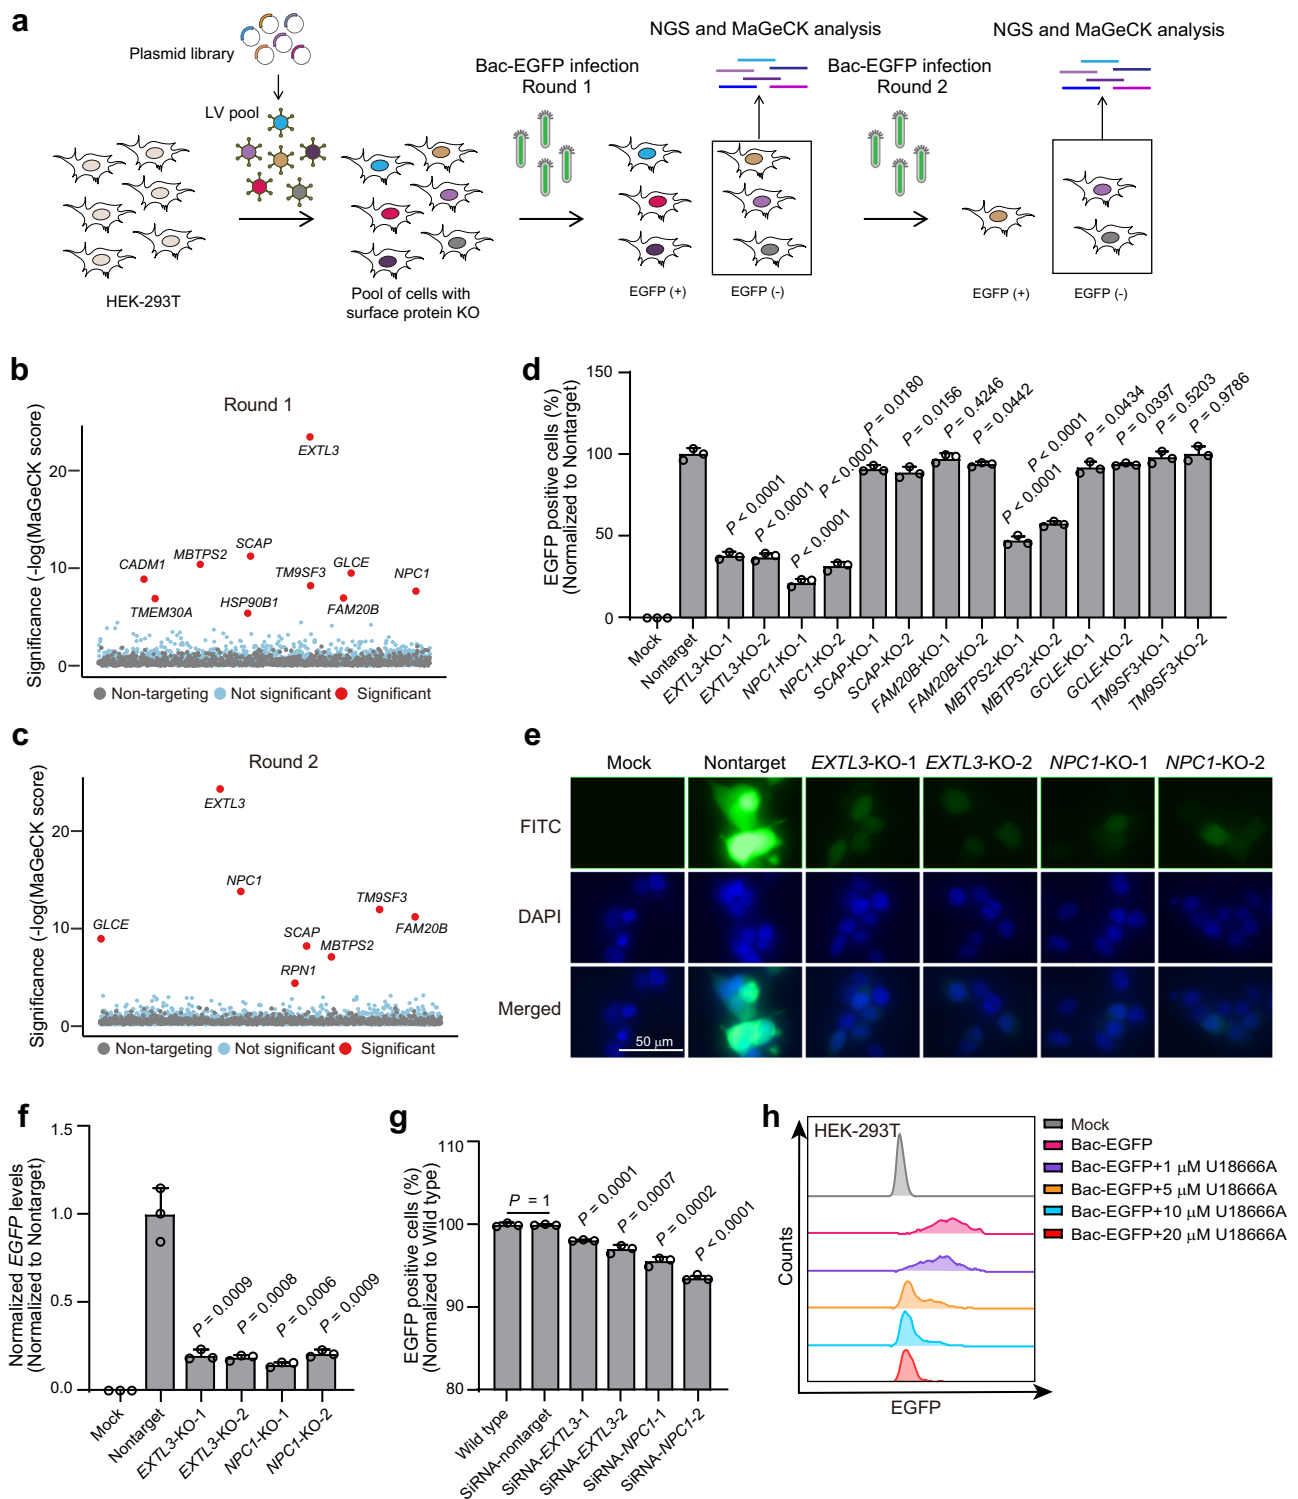 a
Plasmid library
LV pool
HEK-293T
Pool of cells with
surface protein KO
Bac-EGFP infection
Round 1
NGS and MaGeCK analysis
EGFP (+)
EGFP (-)
Bac-EGFP infection
Round 2
NGS and MaGeCK analysis
EGFP (+)
EGFP (-)
b
Round 1
Significance (-log(MaGeCK score)
20
10
0
EXTL3
CADM1
MBTPS2
SCAP
TM9SF3
GLCE
NPC1
TMEM30A
HSP90B1
FAM20B
Non-targeting
Not significant
Significant
c
Round 2
Significance (-log(MaGeCK score)
20
10
0
EXTL3
NPC1
GLCE
TM9SF3
FAM20B
SCAP
MBTPS2
RPN1
Non-targeting
Not significant
Significant
d
EGFP positive cells (%)
(Normalized to Nontarget)
150
100
50
0
P < 0.0001
P < 0.0001
P < 0.0001
P < 0.0001
P = 0.0180
P = 0.0156
P = 0.4246
P = 0.0442
P < 0.0001
P < 0.0001
P = 0.0434
P = 0.0397
P = 0.5203
P = 0.9786
Mock
Nontarget
EXTL3-KO-1
EXTL3-KO-2
NPC1-KO-1
NPC1-KO-2
SCAP-KO-1
SCAP-KO-2
FAM20B-KO-1
FAM20B-KO-2
MBTPS2-KO-1
MBTPS2-KO-2
GCLE-KO-1
GCLE-KO-2
TM9SF3-KO-1
TM9SF3-KO-2
e
Mock
Nontarget
EXTL3-KO-1
EXTL3-KO-2
NPC1-KO-1
NPC1-KO-2
FITC
DAPI
Merged
50 μm
f
Normalized EGFP levels
(Normalized to Nontarget)
1.5
1.0
0.5
0.0
P = 0.0009
P = 0.0008
P = 0.0006
P = 0.0009
Mock
Nontarget
EXTL3-KO-1
EXTL3-KO-2
NPC1-KO-1
NPC1-KO-2
g
EGFP positive cells (%)
(Normalized to Wild type)
110
100
90
80
P = 1
P = 0.0001
P = 0.0007
P = 0.0002
P < 0.0001
Wild type
SiRNA-nontarget
SiRNA-EXTL3-1
SiRNA-EXTL3-2
SiRNA-NPC1-1
SiRNA-NPC1-2
h
HEK-293T
Counts
EGFP
Mock
Bac-EGFP
Bac-EGFP+1 μM U18666A
Bac-EGFP+5 μM U18666A
Bac-EGFP+10 μM U18666A
Bac-EGFP+20 μM U18666A